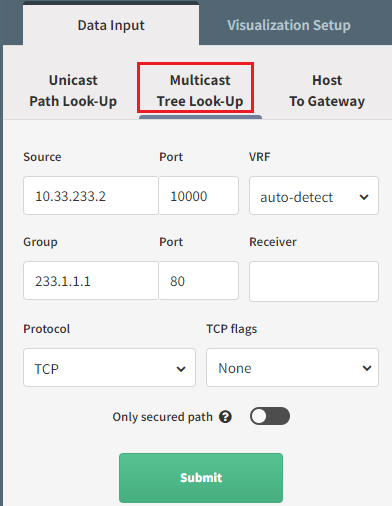 Data Input
Visualization Setup
Unicast
Path Look-Up
Multicast
Tree Look-Up
Host
To Gateway
Source
Port
VRF
10.33.233.2
10000
auto-detect
Group
Port
Receiver
233.1.1.1
80
Protocol
TCP flags
TCP
None
Only secured path ?
Submit